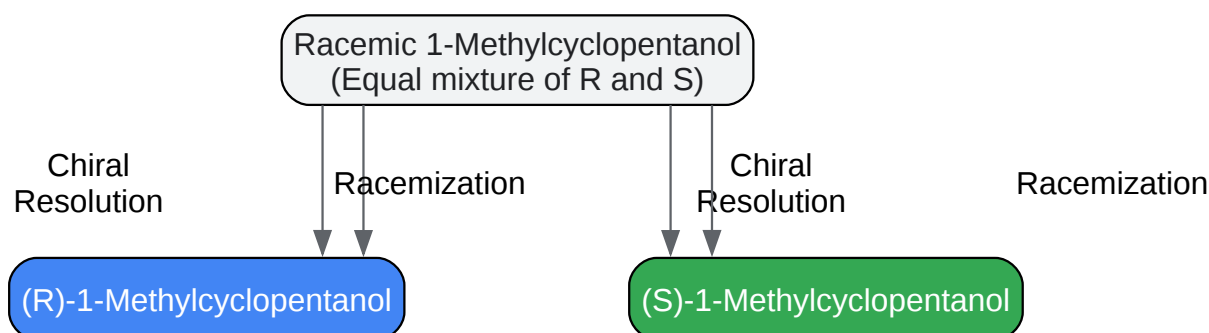 Racemic 1-Methylcyclopentanol
(Equal mixture of R and S)
Chiral
Resolution
Racemization
Chiral
Resolution
Racemization
(R)-1-Methylcyclopentanol
(S)-1-Methylcyclopentanol